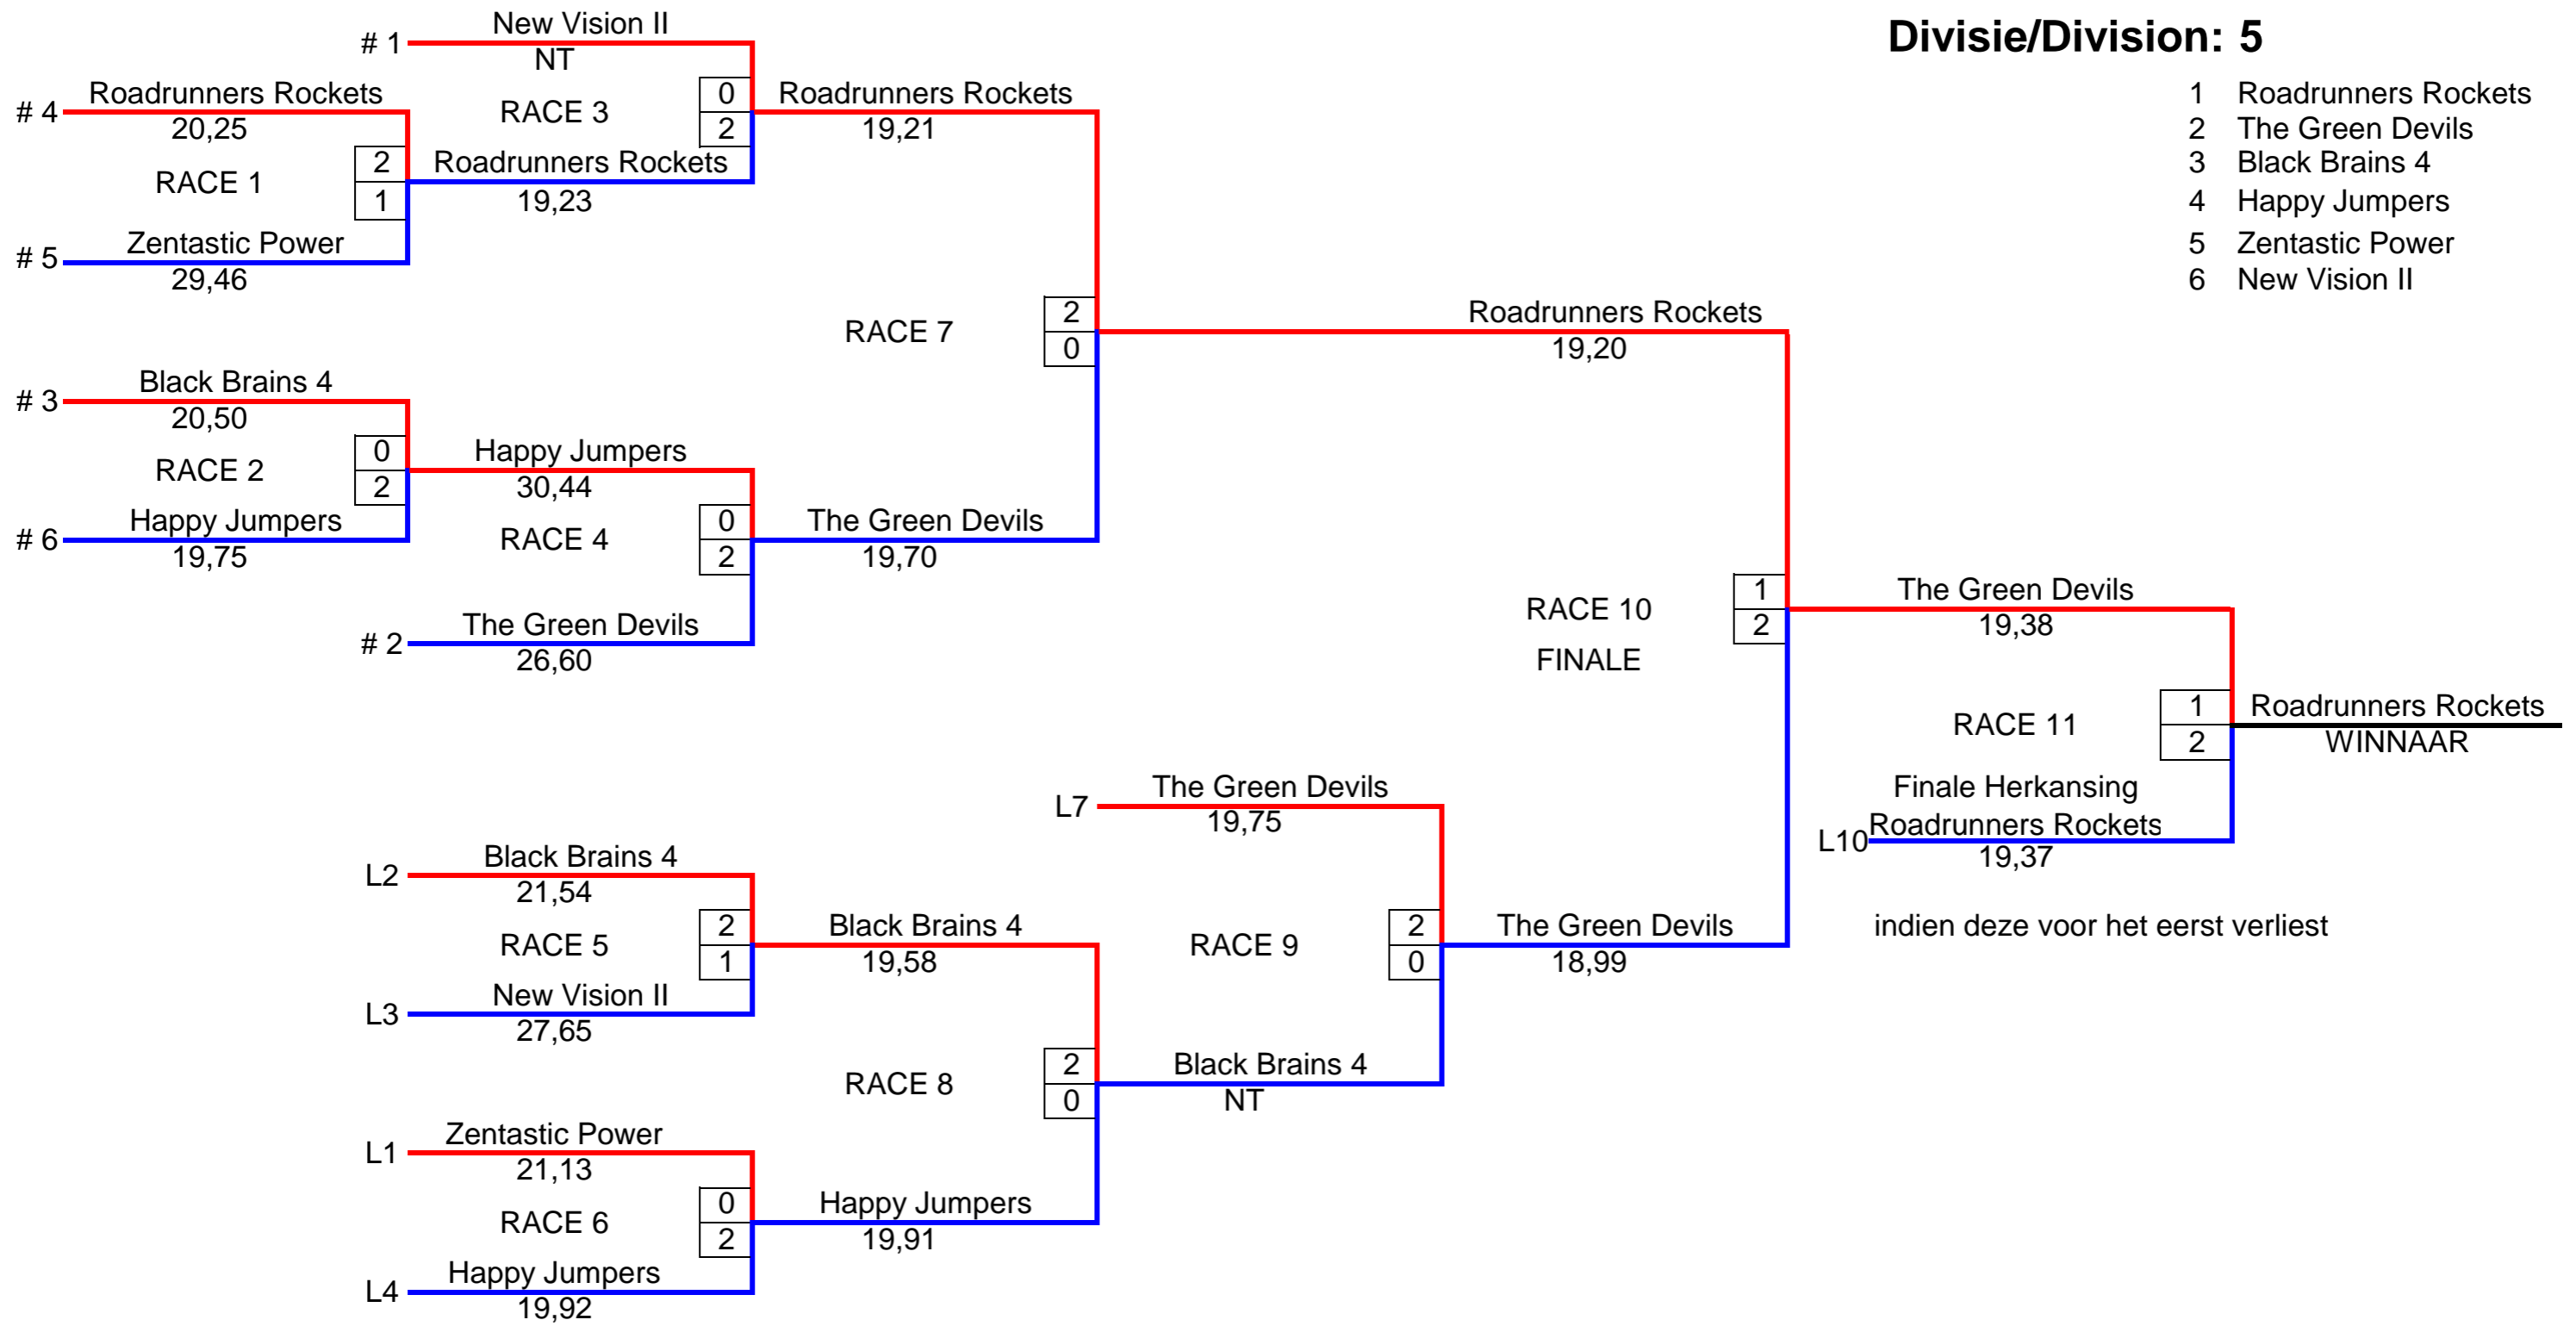 Divisie/Division: 5
1 Roadrunners Rockets
2 The Green Devils
3 Black Brains 4
4 Happy Jumpers
5 Zentastic Power
6 New Vision II
# 1 New Vision II
NT
RACE 3
0
2
# 4 Roadrunners Rockets
20,25
RACE 1
2
1
Roadrunners Rockets
19,23
# 5 Zentastic Power
29,46
Roadrunners Rockets
19,21
RACE 7
2
0
Roadrunners Rockets
19,20
# 3 Black Brains 4
20,50
RACE 2
0
2
# 6 Happy Jumpers
19,75
Happy Jumpers
30,44
RACE 4
0
2
# 2 The Green Devils
26,60
The Green Devils
19,70
RACE 10
FINALE
1
2
The Green Devils
19,38
RACE 11
1
2
Roadrunners Rockets
WINNAAR
Finale Herkansing
L10 Roadrunners Rockets
19,37
indien deze voor het eerst verliest
L7 The Green Devils
19,75
RACE 9
2
0
The Green Devils
18,99
L2 Black Brains 4
21,54
RACE 5
2
1
L3 New Vision II
27,65
Black Brains 4
19,58
RACE 8
2
0
Black Brains 4
NT
L1 Zentastic Power
21,13
RACE 6
0
2
L4 Happy Jumpers
19,92
Happy Jumpers
19,91